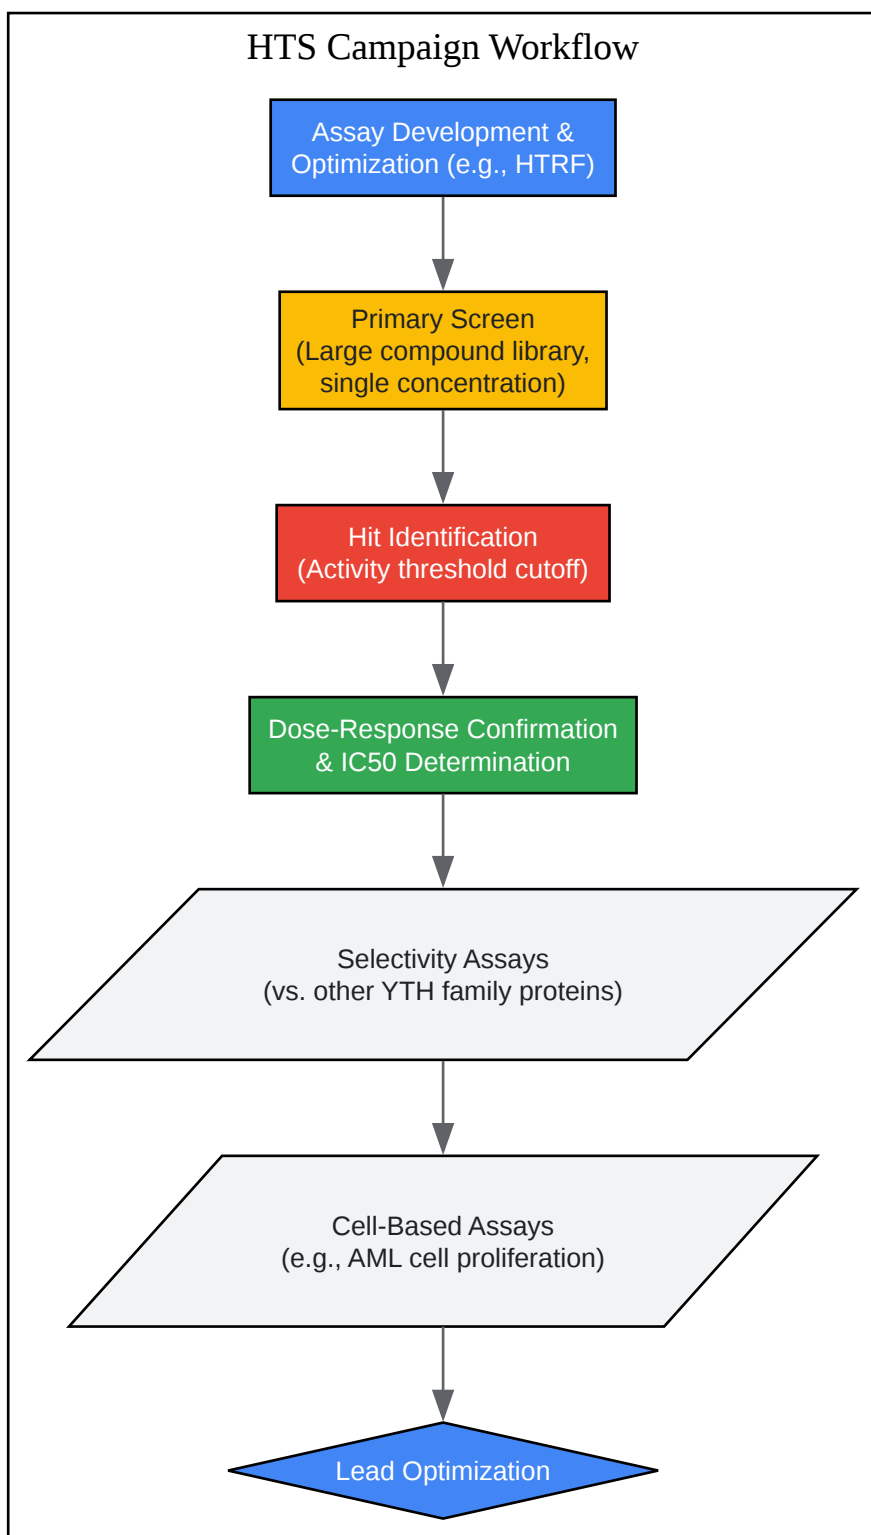 HTS Campaign Workflow
Assay Development &
Optimization (e.g., HTRF)
Primary Screen
(Large compound library,
single concentration)
Hit Identification
(Activity threshold cutoff)
Dose-Response Confirmation
& IC50 Determination
Selectivity Assays
(vs. other YTH family proteins)
Cell-Based Assays
(e.g., AML cell proliferation)
Lead Optimization